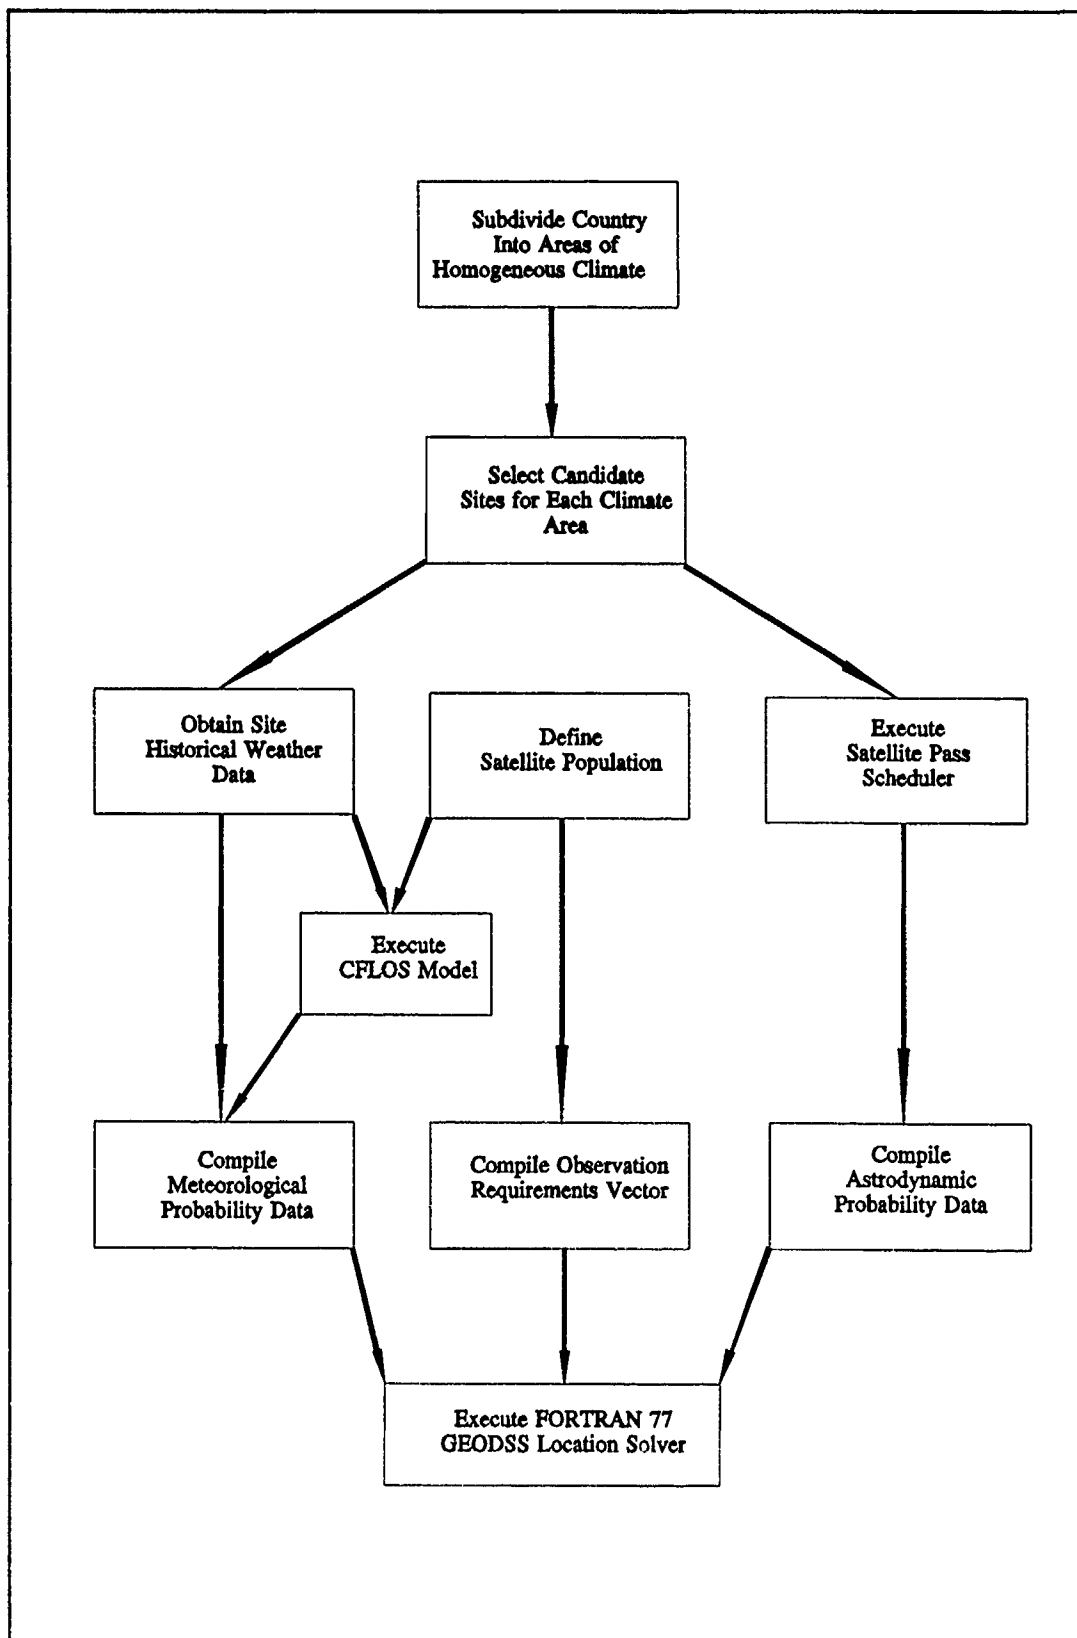 Subdivide Country
Into Areas of
Homogeneous Climate
Select Candidate
Sites for Each Climate
Area
Obtain Site
Historical Weather
Data
Define
Satellite Population
Execute
Satellite Pass
Scheduler
Execute
CFLOS Model
Compile
Meteorological
Probability Data
Compile Observation
Requirements Vector
Compile
Astrodynamic
Probability Data
Execute FORTRAN 77
GEODSS Location Solver